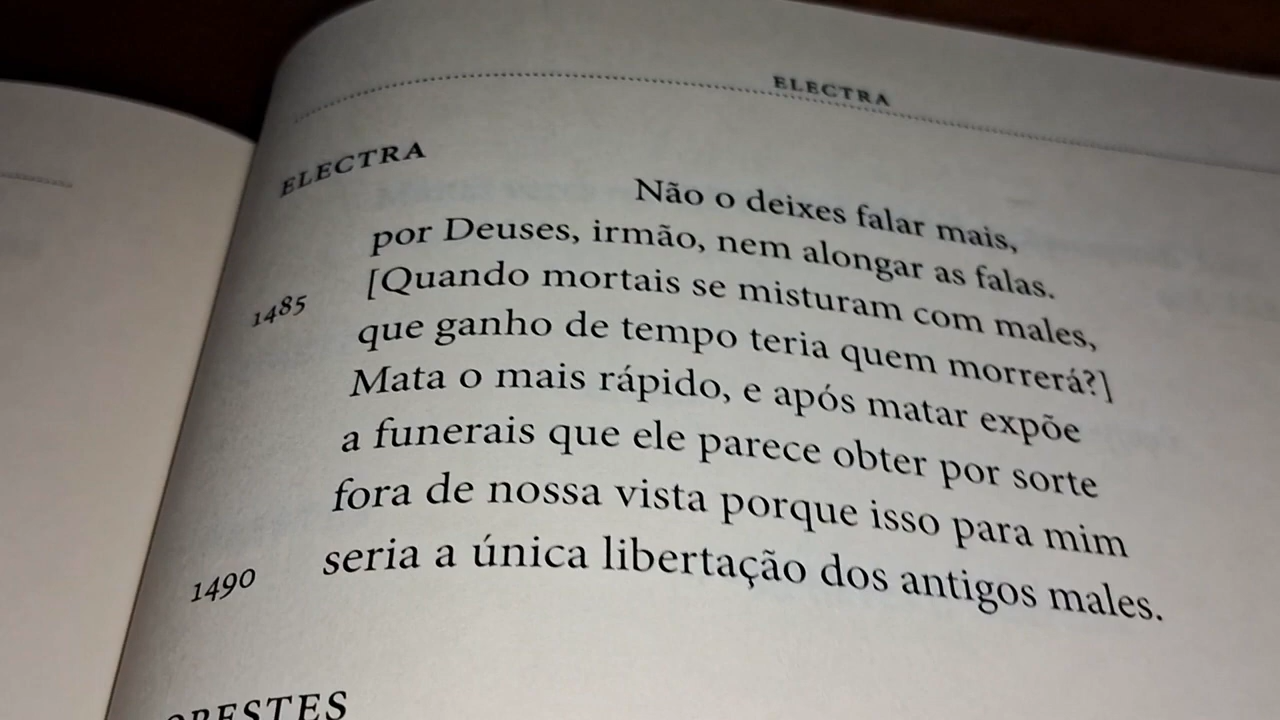 ELECTRA
ELECTRA
Não o deixes falar mais,
por Deuses, irmão, nem alongar as falas.
[Quando mortais se misturam com males,
1485
que ganho de tempo teria quem morrerá?]
Mata o mais rápido, e após matar expõe
a funerais que ele parece obter por sorte
fora de nossa vista porque isso para mim
seria a única libertação dos antigos males.
1490
ORESTES